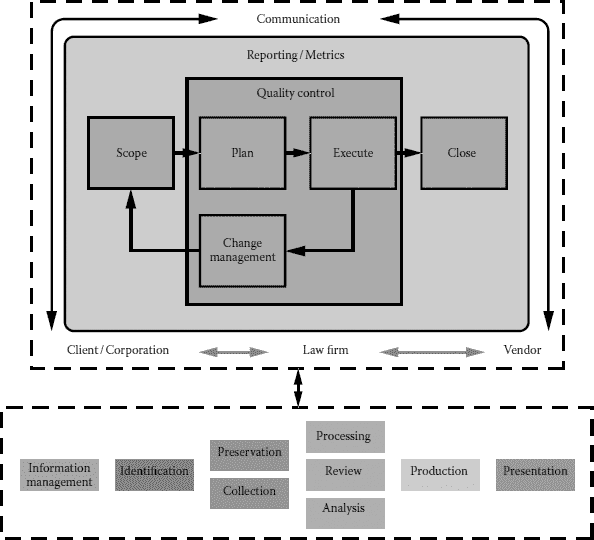 Communication
Reporting / Metrics
Quality control
Scope
Plan
Execute
Close
Change
management
Client / Corporation
Law firm
Vendor
Information
management
Identification
Preservation
Collection
Processing
Review
Analysis
Production
Presentation